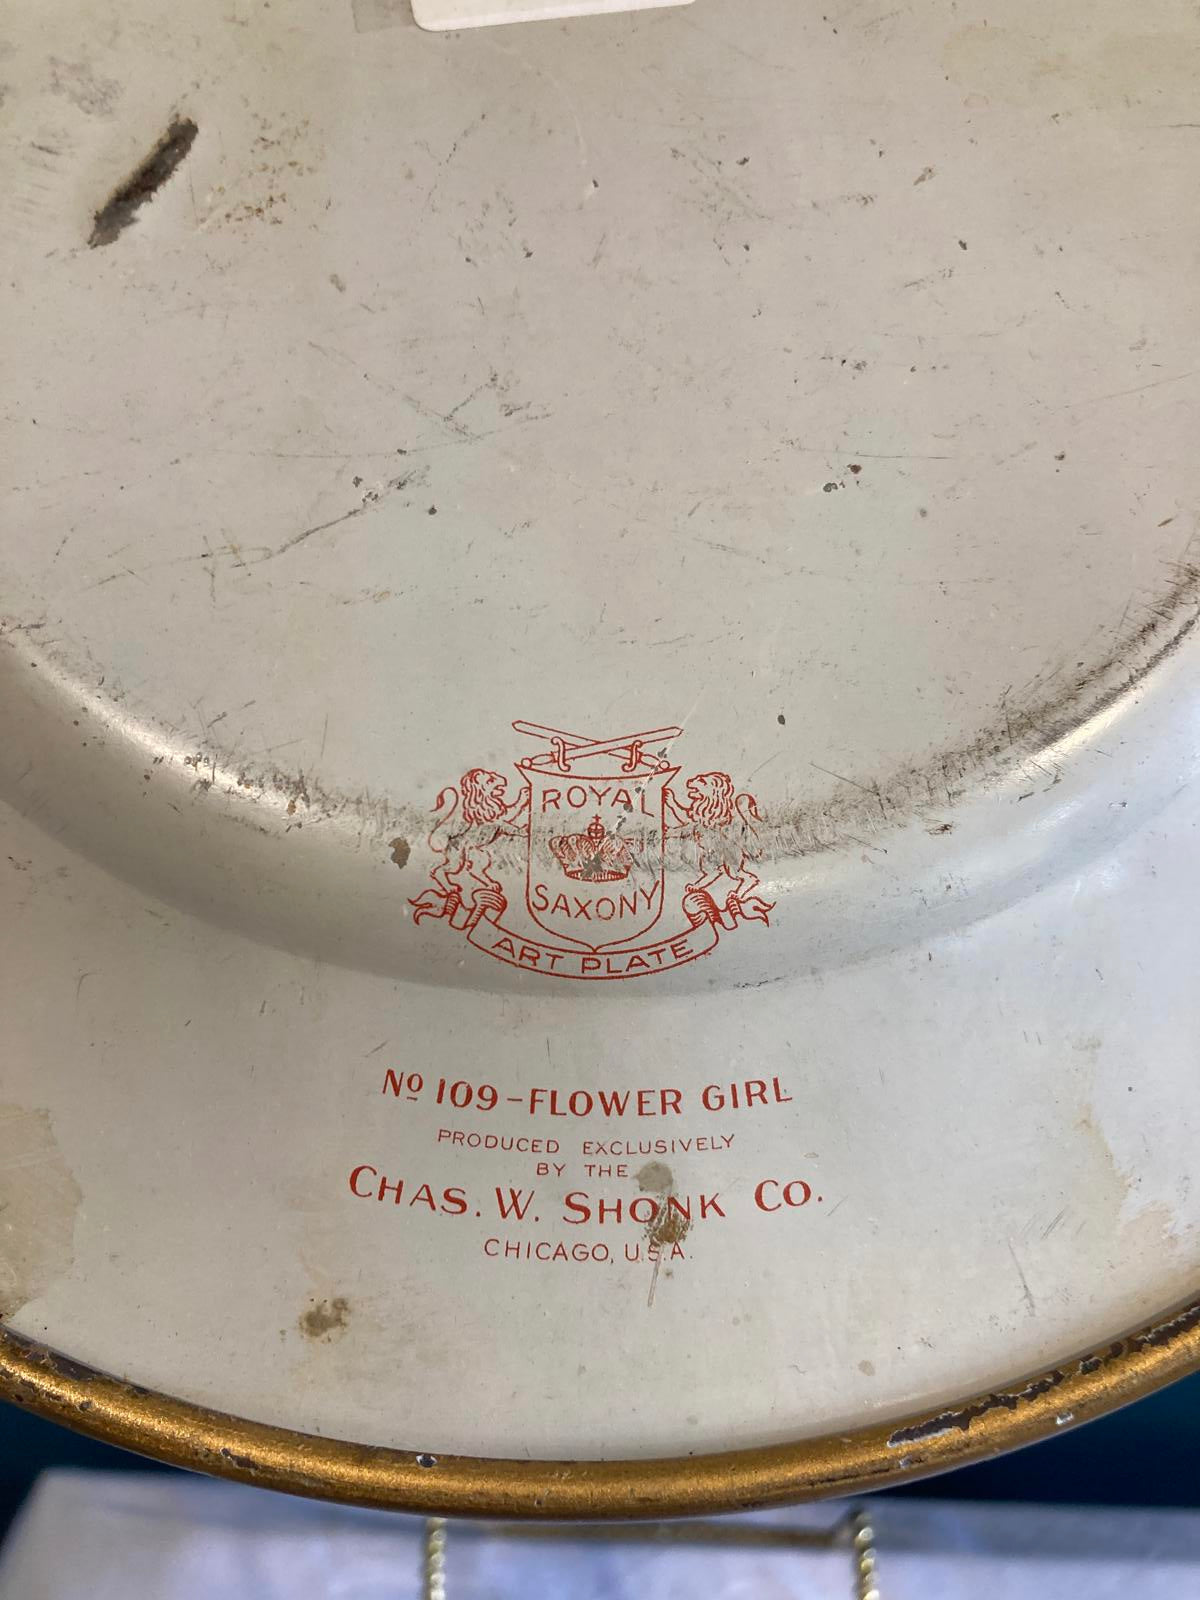 ROYAL
SAXONY
ART PLATE
Nº 109-FLOWER GIRL
PRODUCED EXCLUSIVELY
BY THE
CHAS. W. SHONK CO.
CHICAGO, U.S.A.